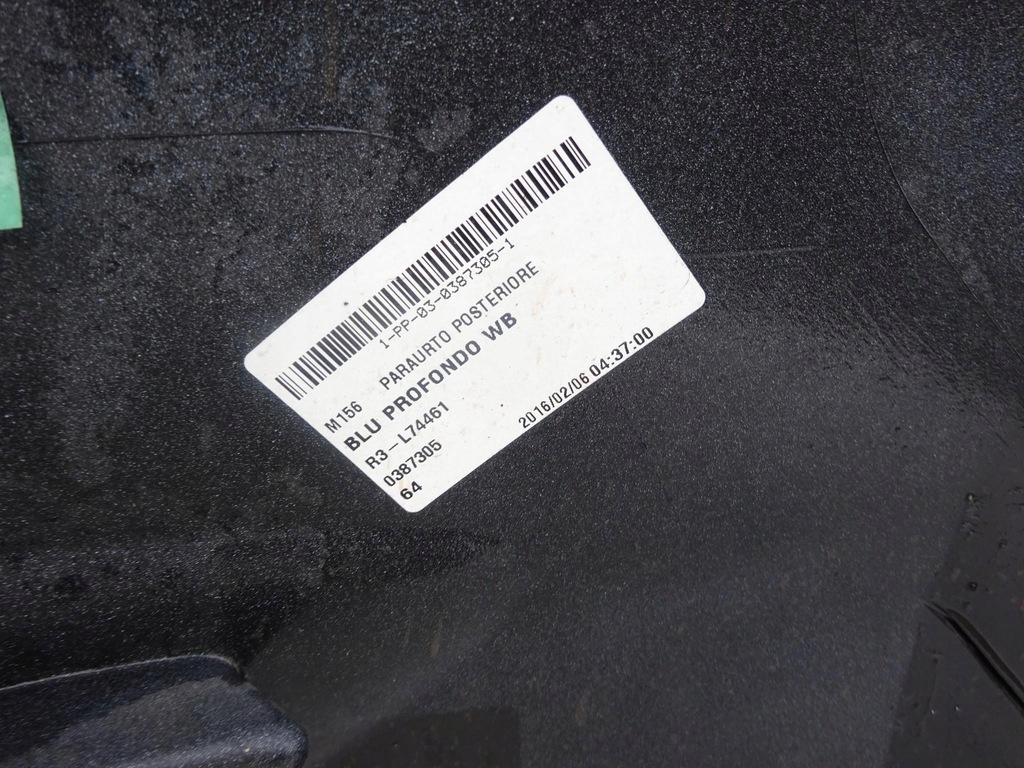 1-PP-03-0387305-1
M156 PARAURTO POSTERIORE
BLU PROFONDO WB
R3-L74461
0387305 2016/02/06 04:37:00
64